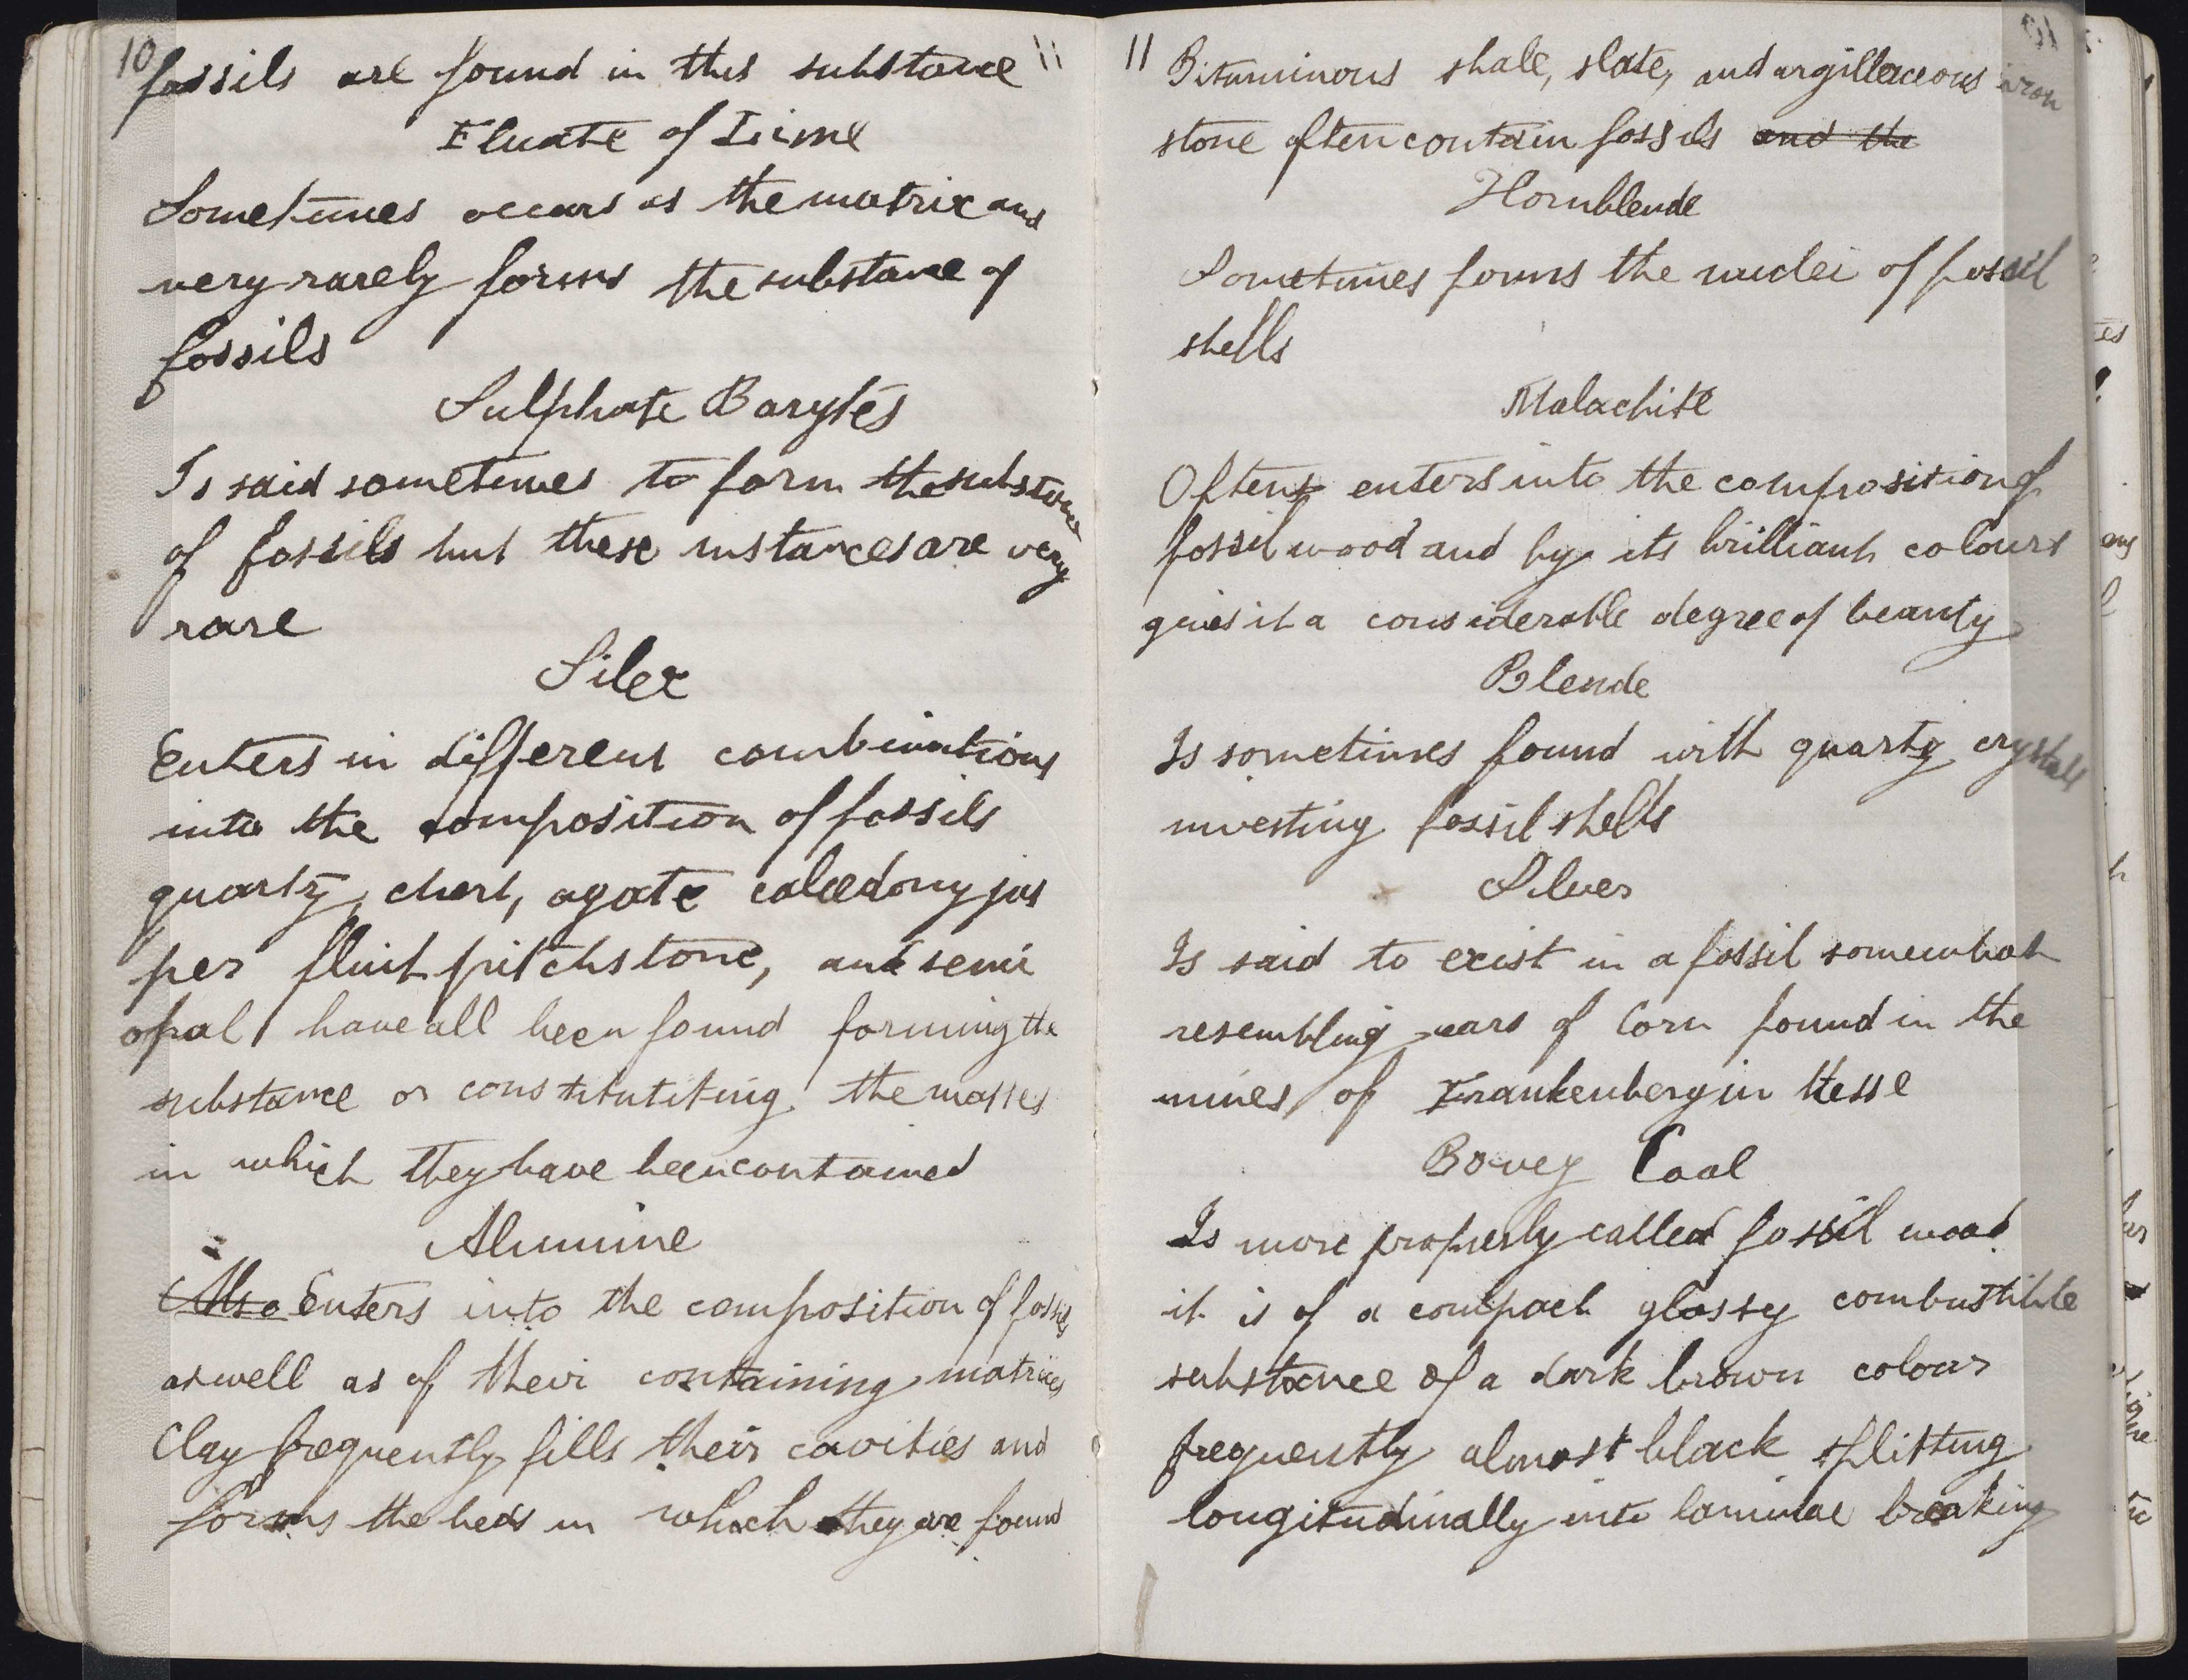 10
fossils are found in this substance 11
Fluate of Lime
Sometimes occurs as the matrix and
very rarely forms the substance of
fossils
Sulphate Barytes
Is said sometimes to form the substance
of fossils but these instances are very
rare
Silex
Enters in different combinations
into the composition of fossils
quartz, chert, agate calcedony jas
per flint pitchstone, and semi
opal have all been found forming the
substance or constitutiting the masses
in which they have been contained
Alumine
Also Enters into the composition of fossils
as well as of their containing matrices
Clay frequently fills their cavities and
forms the beds in which they are found
11 Bituminous shale, slate, and argillaceous iron
stone often contain fossils and the
Hornblende
Sometimes forms the nuclei of fossil
shells
Malachite
Often enters into the composition of
fossil wood and by its brilliant colours
gives it a considerable degree of beauty
Blende
Is sometimes found with quartz crystals
investing fossil shells
Silver
Is said to exist in a fossil somewhat
resembling ears of Corn found in the
mines of Frankenberg in Hesse
Bovey Coal
Is more properly called fossil wood
it is of a compact glossy combustible
substance of a dark brown colour
frequently almost black splitting
longitudinally into laminae breaking